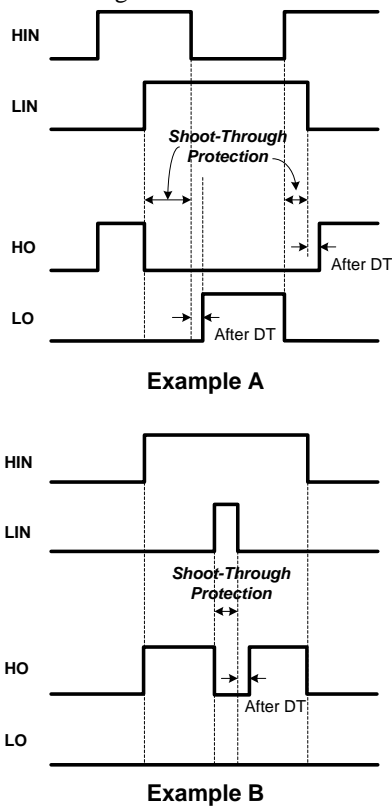 HIN
LIN
Shoot-Through
Protection
HO
After DT
LO
After DT
Example A
HIN
LIN
Shoot-Through
Protection
HO
After DT
LO
Example B